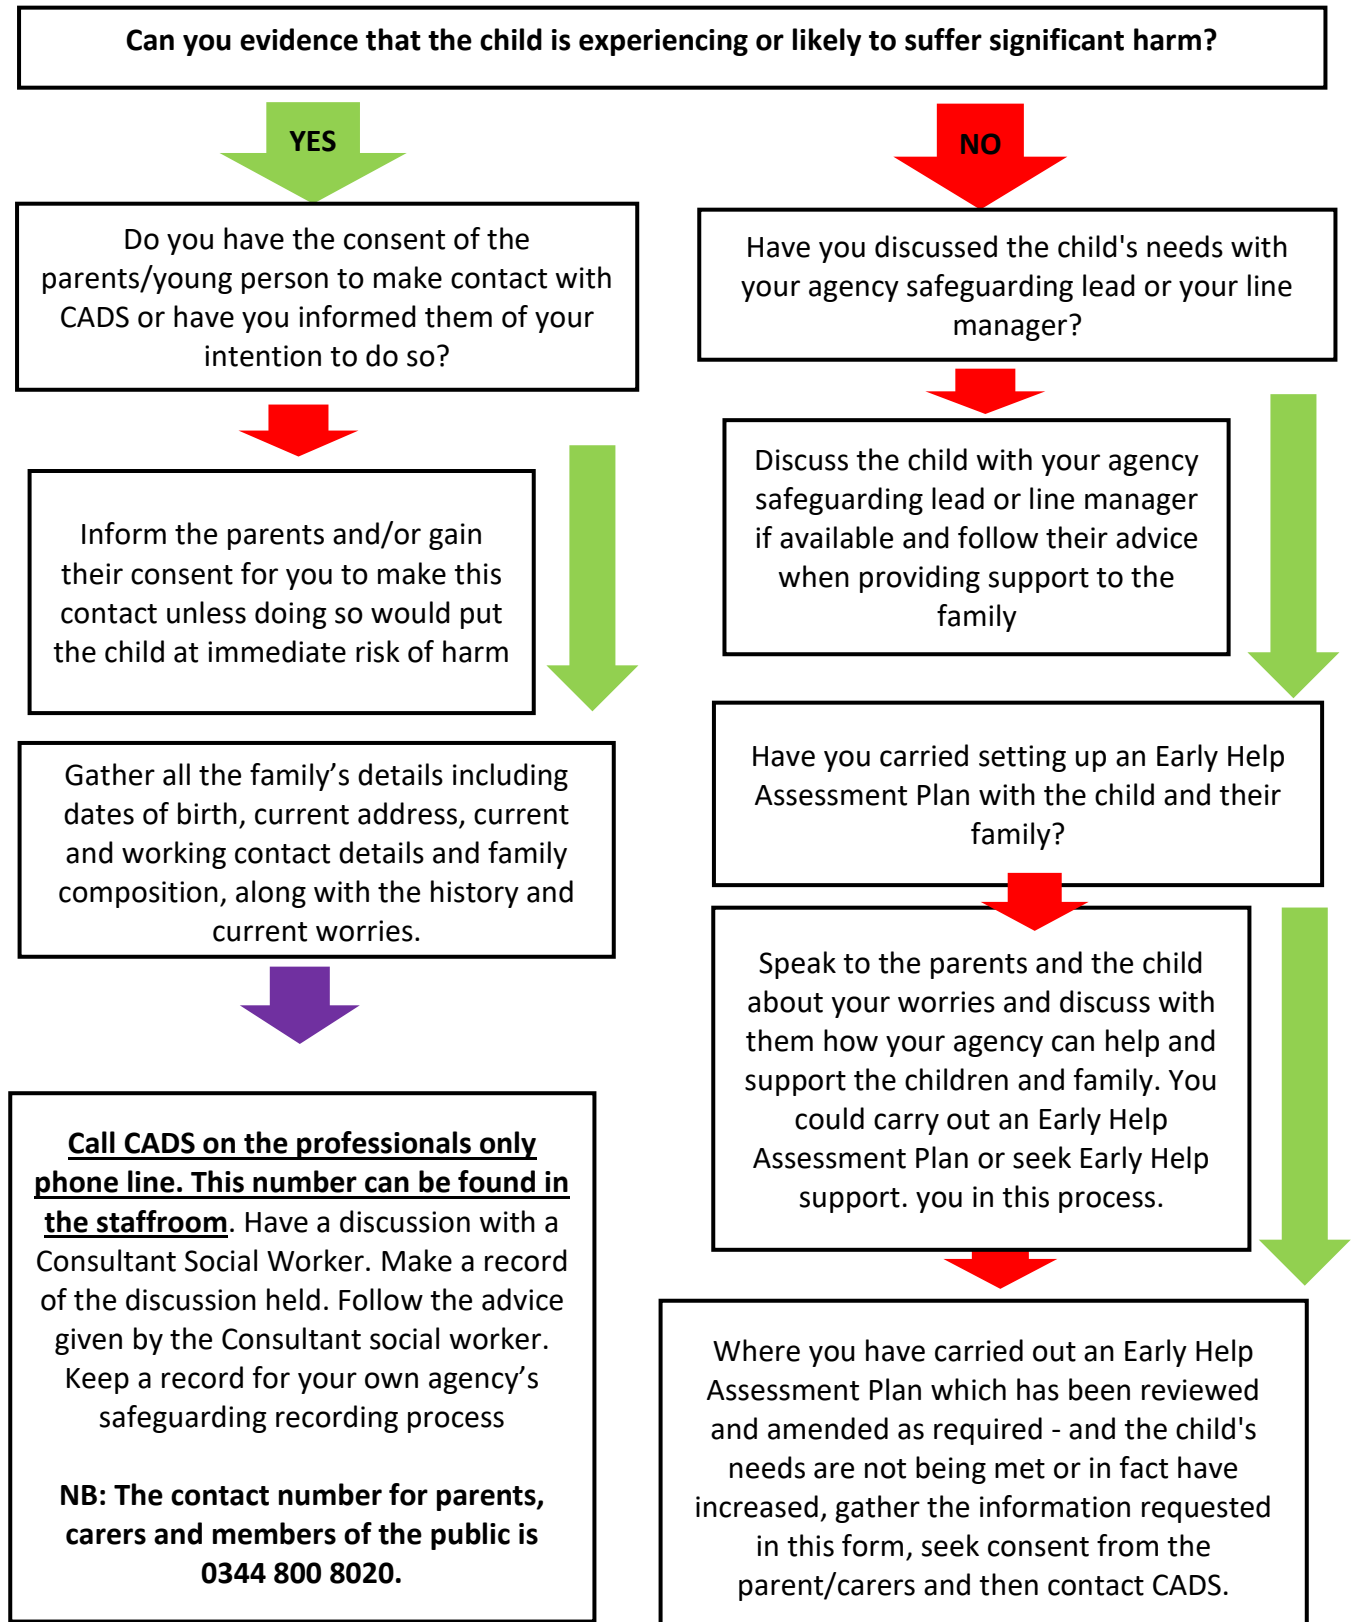 Can you evidence that the child is experiencing or likely to suffer significant harm?
YES
Do you have the consent of the
parents/young person to make contact with
CADS or have you informed them of your
intention to do so?
Inform the parents and/or gain
their consent for you to make this
contact unless doing so would put
the child at immediate risk of harm
Gather all the family’s details including
dates of birth, current address, current
and working contact details and family
composition, along with the history and
current worries.
Call CADS on the professionals only
phone line. This number can be found in
the staffroom. Have a discussion with a
Consultant Social Worker. Make a record
of the discussion held. Follow the advice
given by the Consultant social worker.
Keep a record for your own agency’s
safeguarding recording process
NB: The contact number for parents,
carers and members of the public is
0344 800 8020.
NO
Have you discussed the child's needs with
your agency safeguarding lead or your line
manager?
Discuss the child with your agency
safeguarding lead or line manager
if available and follow their advice
when providing support to the
family
Have you carried setting up an Early Help
Assessment Plan with the child and their
family?
Speak to the parents and the child
about your worries and discuss with
them how your agency can help and
support the children and family. You
could carry out an Early Help
Assessment Plan or seek Early Help
support. you in this process.
Where you have carried out an Early Help
Assessment Plan which has been reviewed
and amended as required - and the child's
needs are not being met or in fact have
increased, gather the information requested
in this form, seek consent from the
parent/carers and then contact CADS.